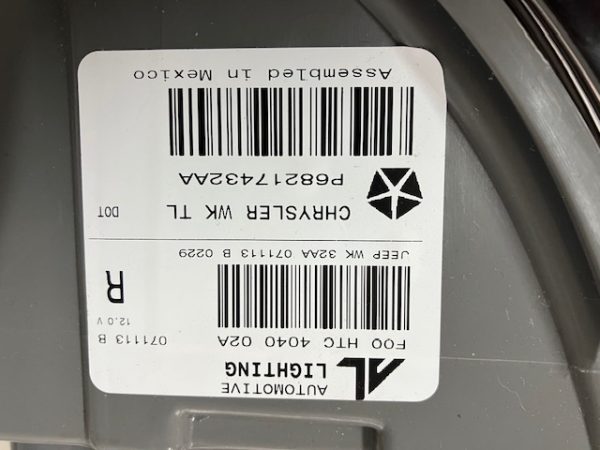 AL AUTOMOTIVE LIGHTING
F00 HTC 4040 02A 071113 B
12.0 V
R
JEEP WK 32AA 071113 B 0229
CHRYSLER WK TL DOT
P68217432AA
Assembled in Mexico